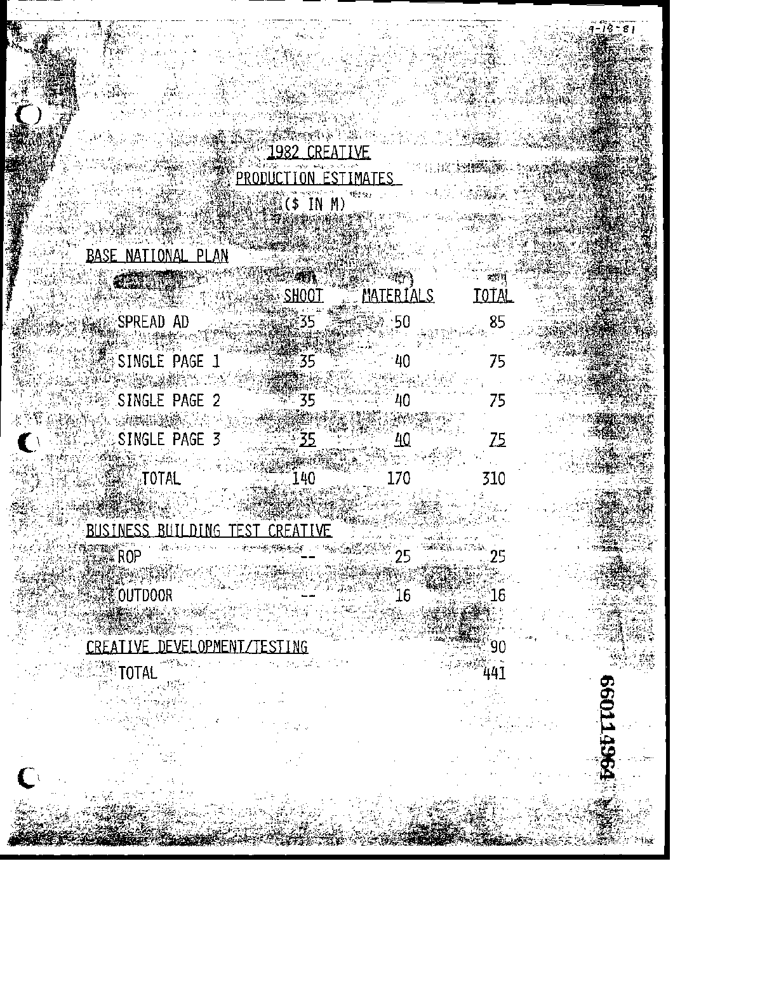 9-18-81
1982 CREATIVE
PRODUCTION ESTIMATES
($ IN M)
BASE NATIONAL PLAN
SHOOT MATERIALS TOTAL
SPREAD AD 35 50 85
SINGLE PAGE 1 35 40 75
SINGLE PAGE 2 35 40 75
SINGLE PAGE 3 35 40 75
TOTAL 140 170 310
BUSINESS BUILDING TEST CREATIVE
ROP -- 25 25
OUTDOOR -- 16 16
CREATIVE DEVELOPMENT/TESTING 90
TOTAL 441
660114964